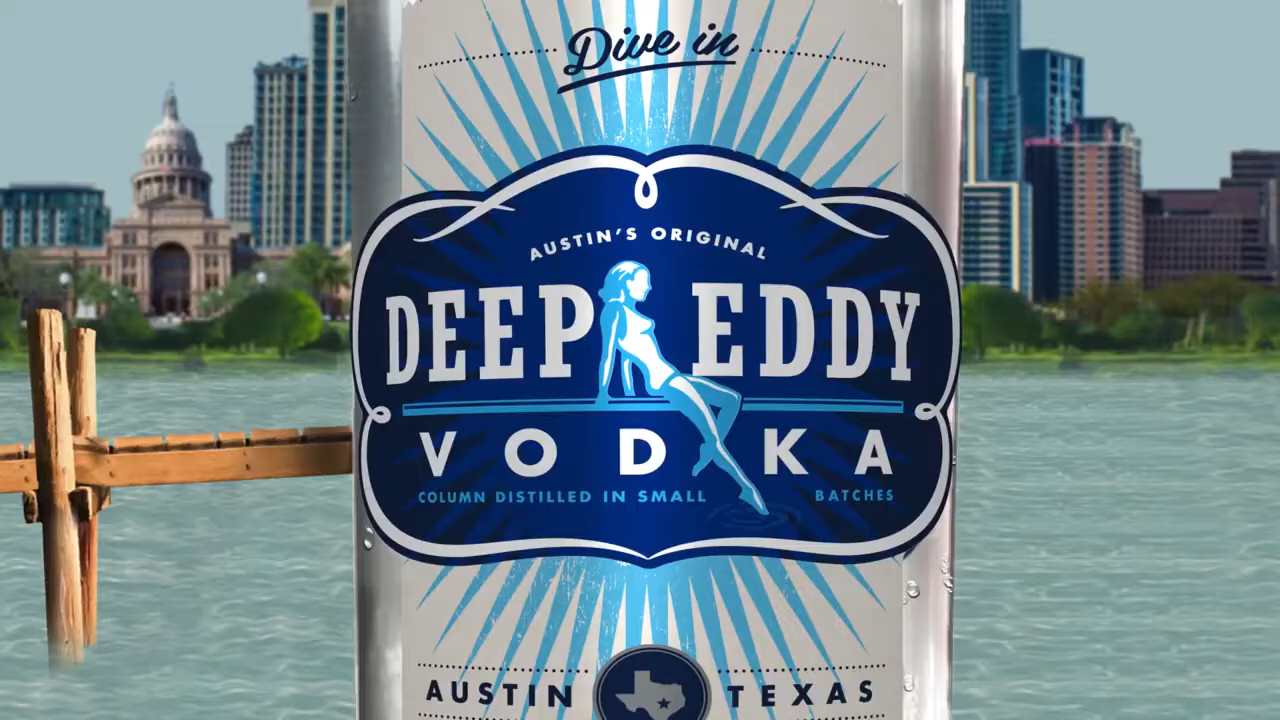 Dive in
AUSTIN'S ORIGINAL
DEEP EDDY
VODKA
COLUMN DISTILLED IN SMALL BATCHES
AUSTIN TEXAS